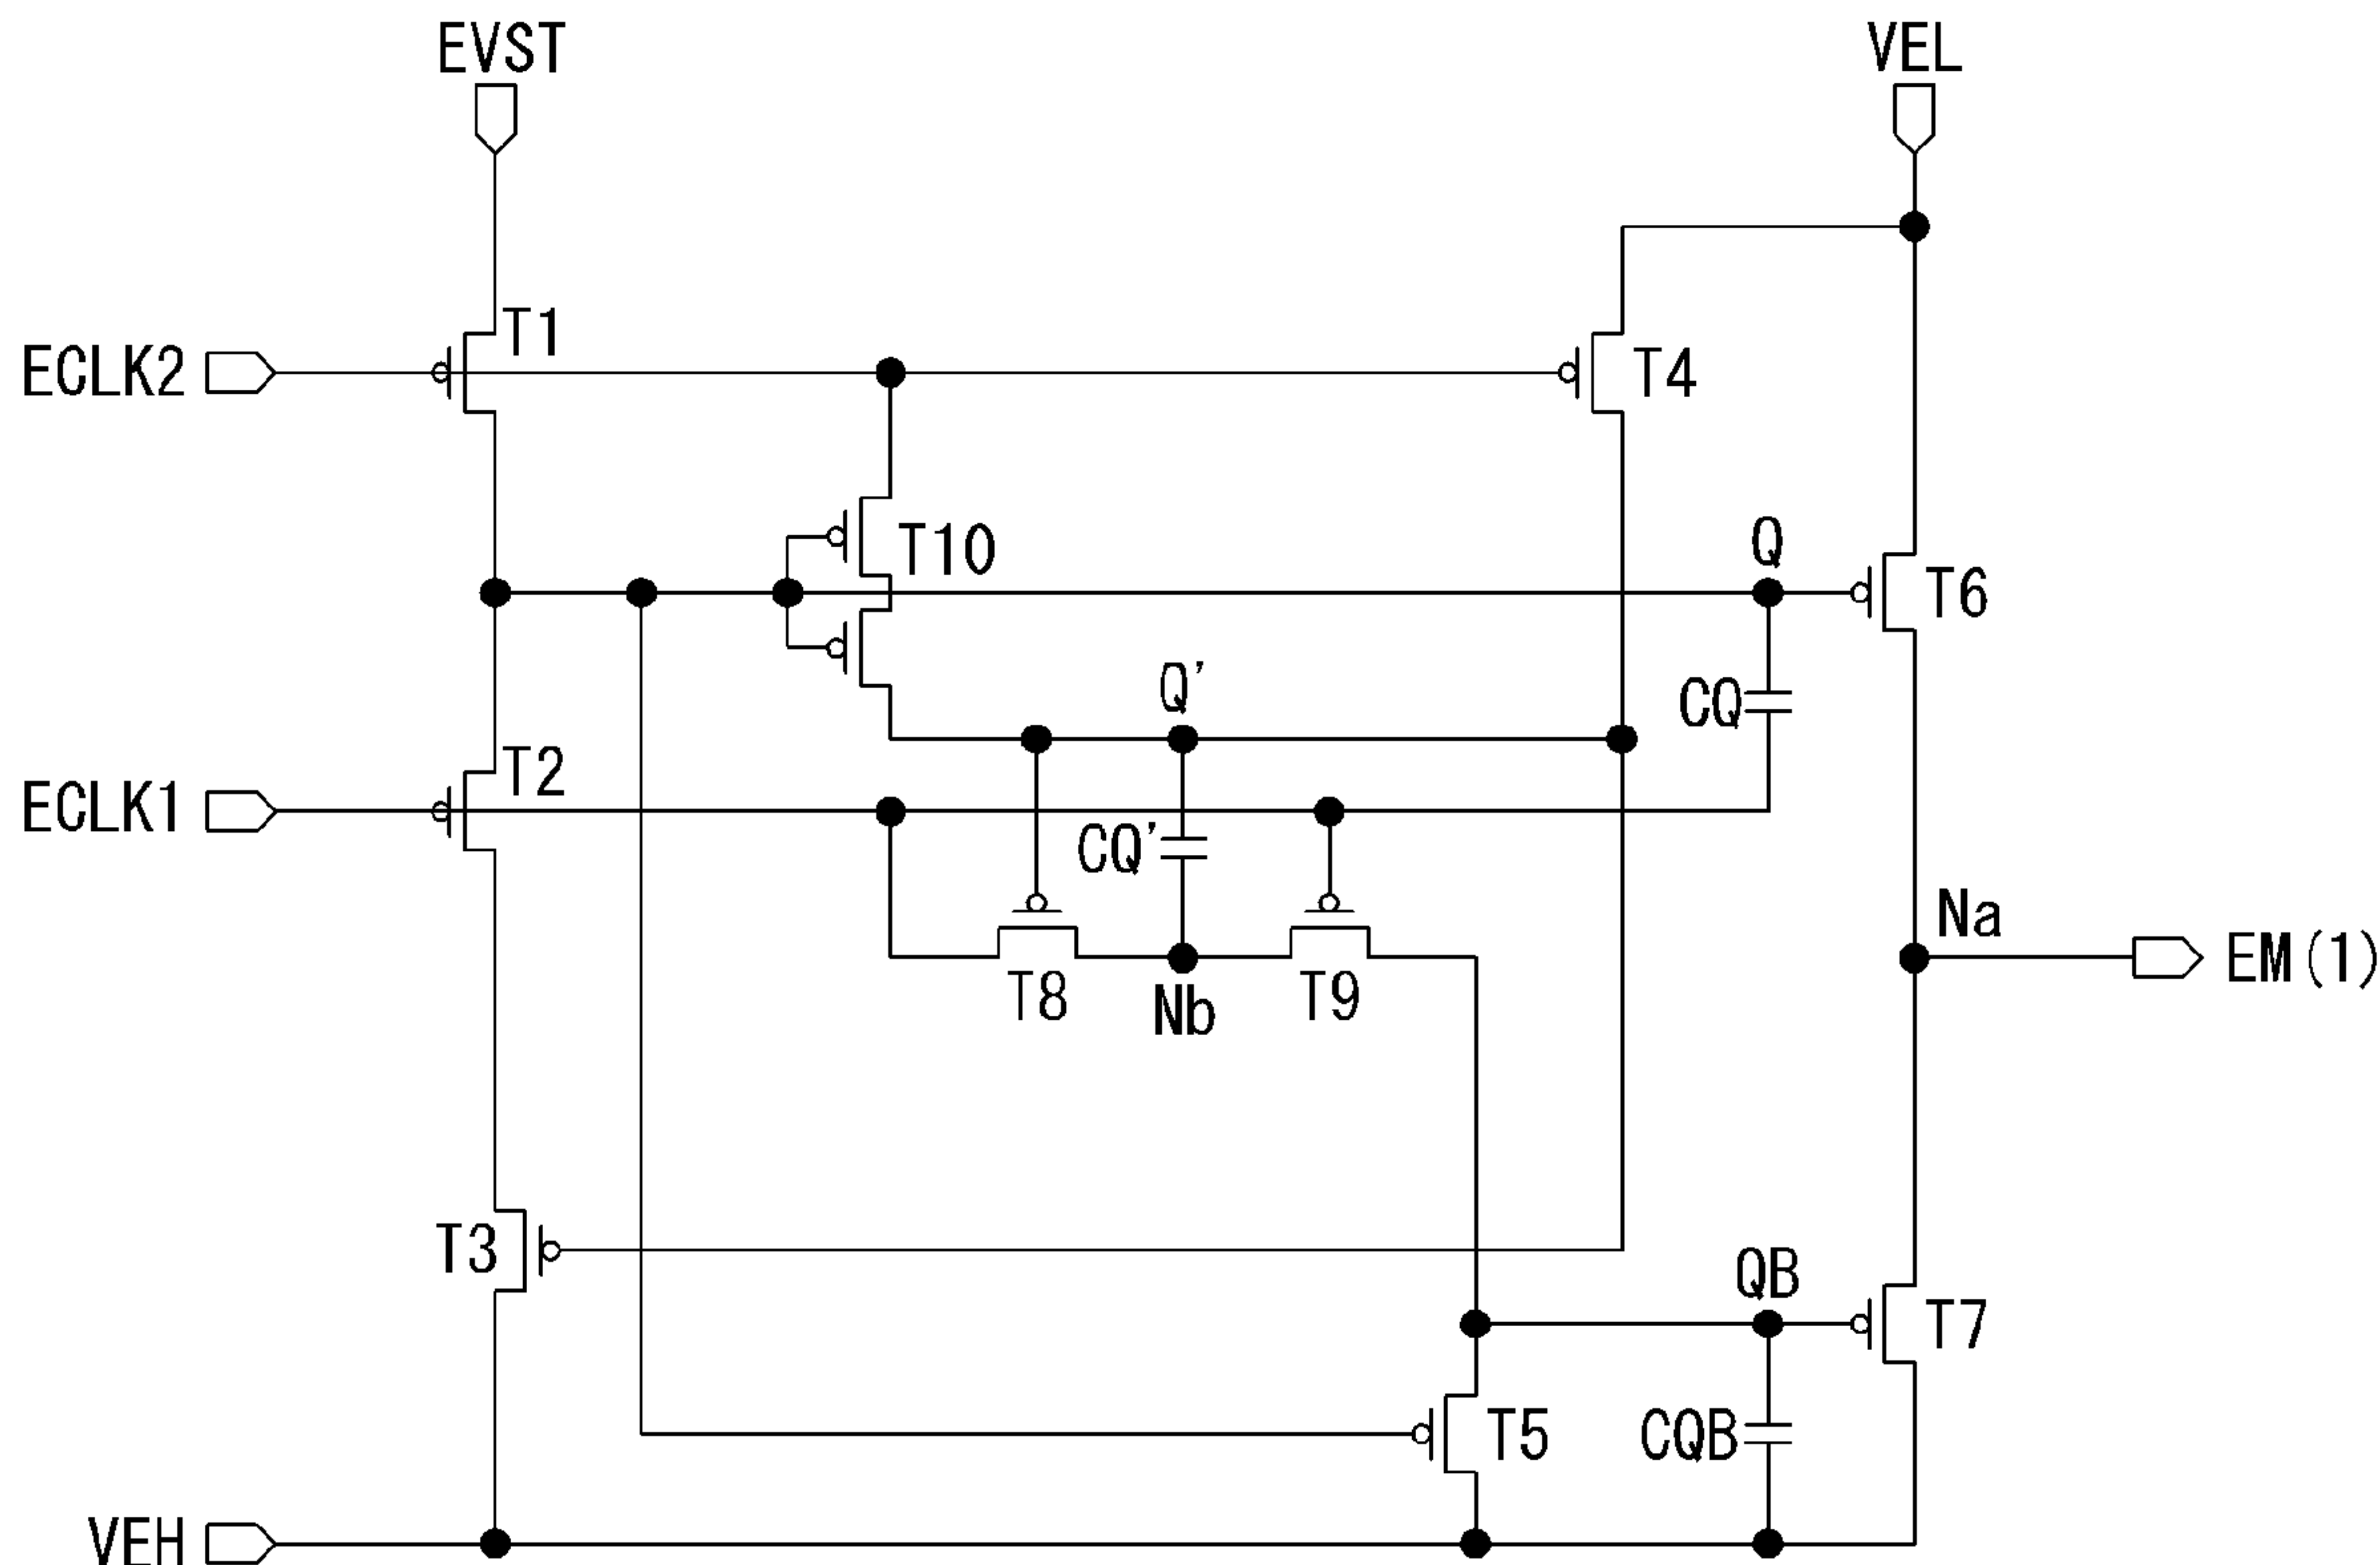 EVST
VEL
T1
ECLK2
T4
T10
Q
T6
Q'
CQ
T2
ECLK1
CQ'
Na
EM(1)
T8
Nb
T9
T3
QB
T7
T5
CQB
VEH